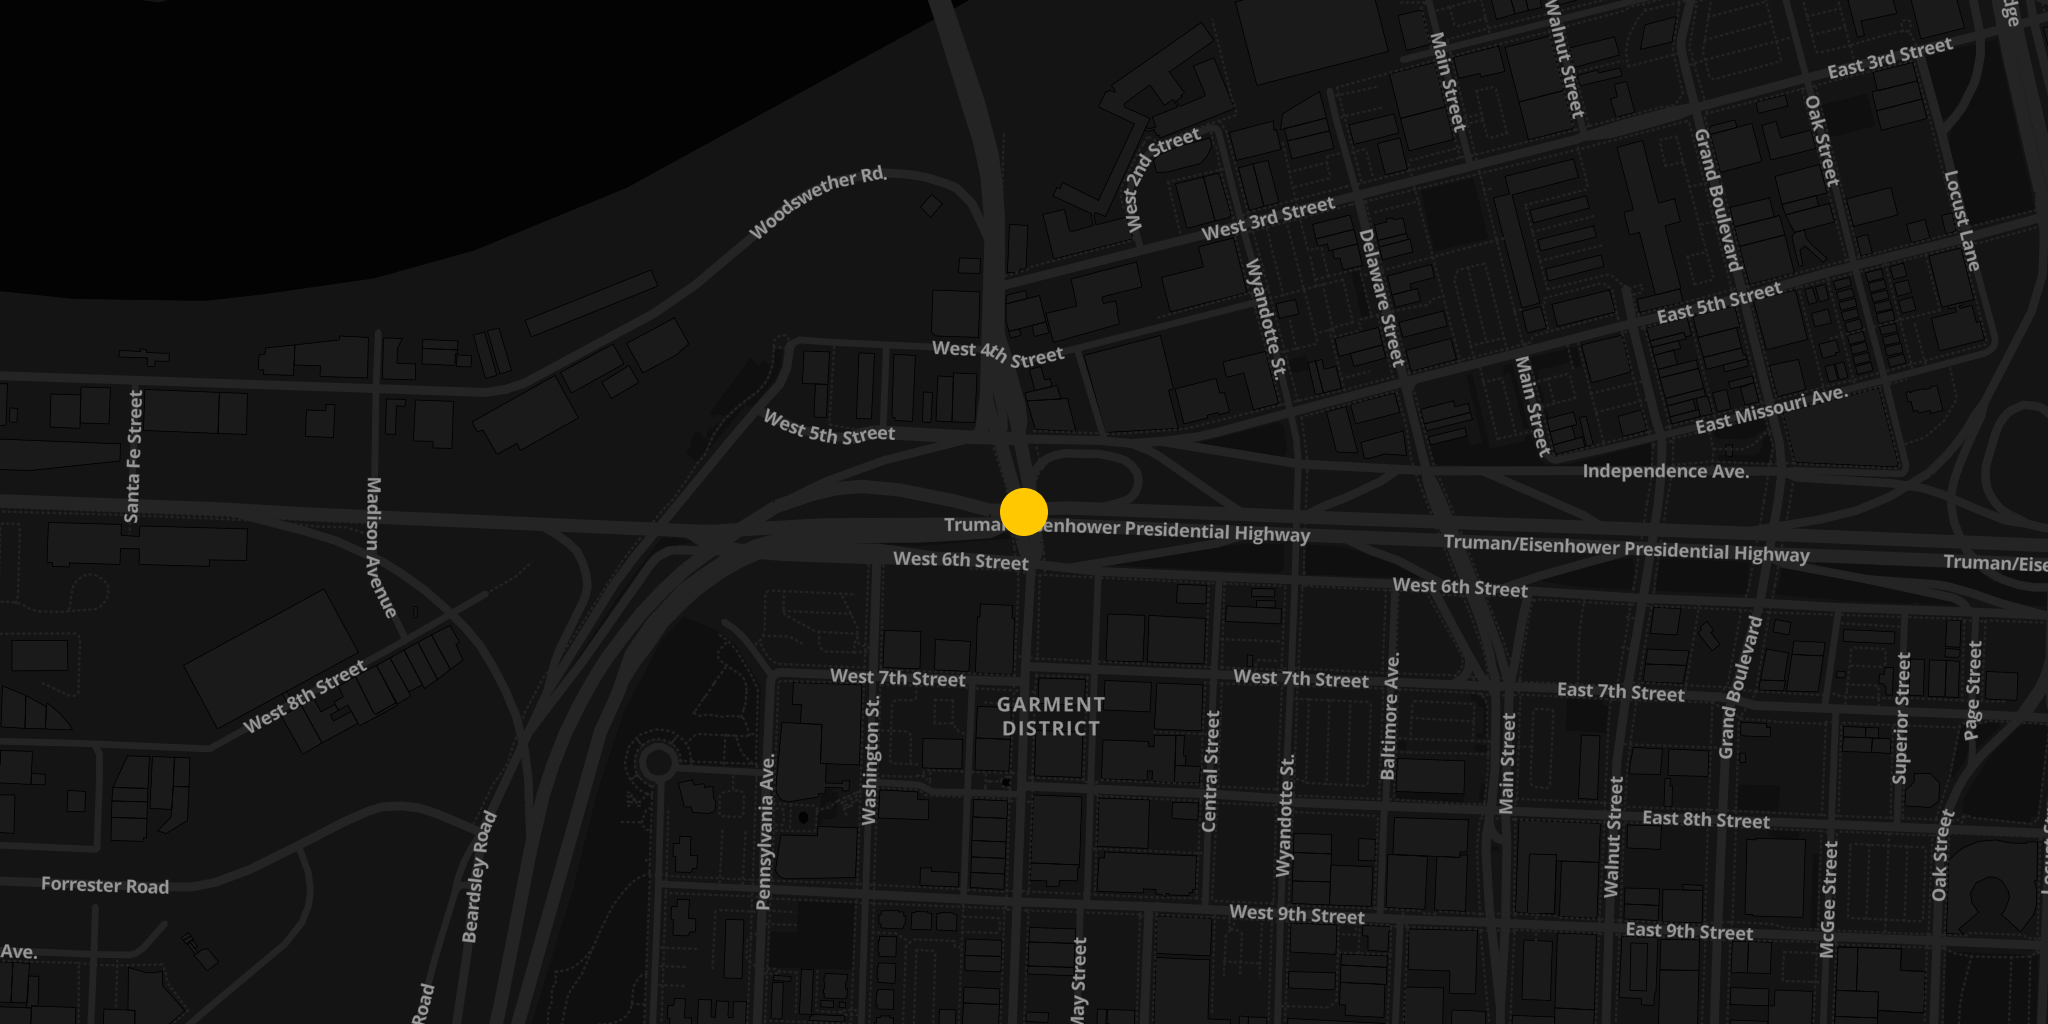 dge
Walnut Street
Main Street
East 3rd Street
Oak Street
West 2nd Street
Grand Boulevard
Woodswether Rd.
Locust Lane
West 3rd Street
Delaware Street
Wyandotte St.
East 5th Street
West 4th Street
Main Street
East Missouri Ave.
Santa Fe Street
West 5th Street
Independence Ave.
Madison Avenue
Truman/Eisenhower Presidential Highway
Truman/Eisenhower Presidential Highway
West 6th Street
Truman/Eise
West 6th Street
Grand Boulevard
West 8th Street
West 7th Street
West 7th Street
Baltimore Ave.
East 7th Street
Superior Street
Page Street
GARMENT
DISTRICT
Washington St.
Central Street
Main Street
Pennsylvania Ave.
Wyandotte St.
Walnut Street
East 8th Street
Beardsley Road
McGee Street
Oak Street
Forrester Road
West 9th Street
East 9th Street
Ave.
May Street
Road